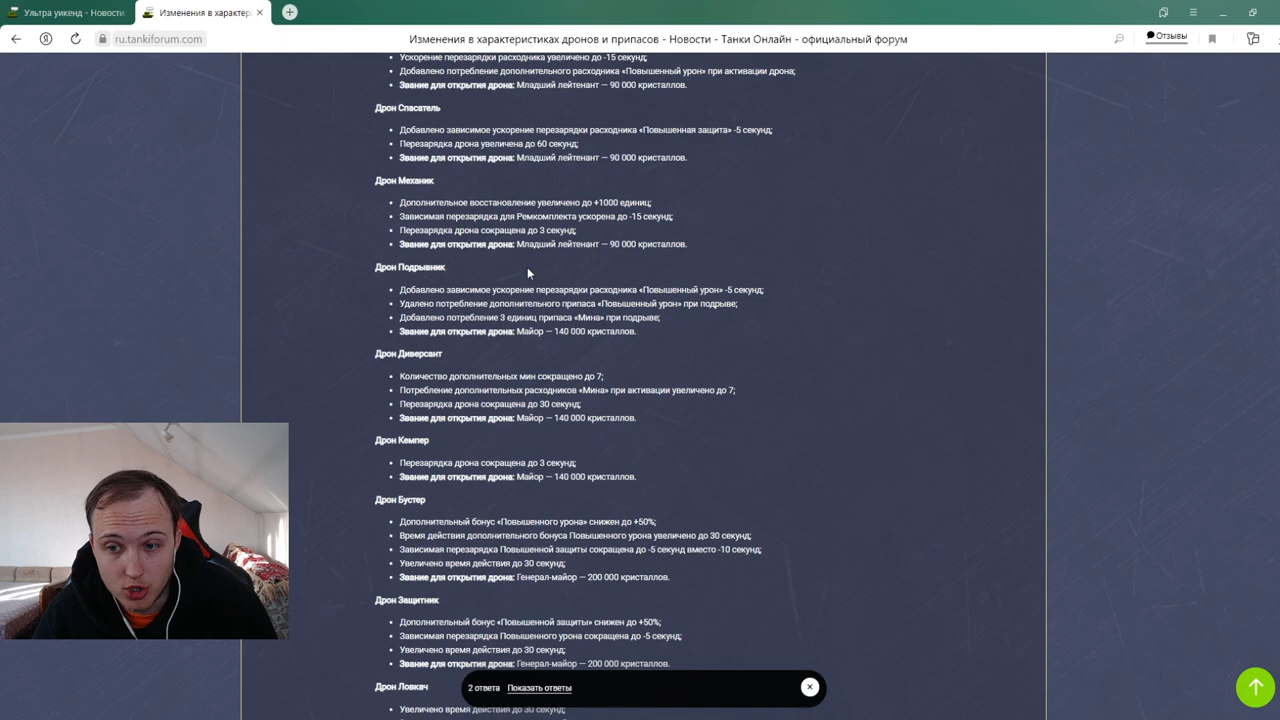 Ультра уикенд - Новости
Изменения в характер
ru.tankiforum.com
Изменения в характеристиках дронов и припасов - Новости - Танки Онлайн - официальный форум
Отзывы
Ускорение перезарядки расходника увеличено до -15 секунд;
Добавлено потребление дополнительного расходника «Повышенный урон» при активации дрона;
Звание для открытия дрона: Младший лейтенант — 90 000 кристаллов.
Дрон Спасатель
Добавлено зависимое ускорение перезарядки расходника «Повышенная защита» -5 секунд;
Перезарядка дрона увеличена до 60 секунд;
Звание для открытия дрона: Младший лейтенант — 90 000 кристаллов.
Дрон Механик
Дополнительное восстановление увеличено до +1000 единиц;
Зависимая перезарядка для Ремкомплекта ускорена до -15 секунд;
Перезарядка дрона сокращена до 3 секунд;
Звание для открытия дрона: Младший лейтенант — 90 000 кристаллов.
Дрон Подрывник
Добавлено зависимое ускорение перезарядки расходника «Повышенный урон» -5 секунд;
Удалено потребление дополнительного припаса «Повышенный урон» при подрыве;
Добавлено потребление 3 единиц припаса «Мина» при подрыве;
Звание для открытия дрона: Майор — 140 000 кристаллов.
Дрон Диверсант
Количество дополнительных мин сокращено до 7;
Потребление дополнительных расходников «Мина» при активации увеличено до 7;
Перезарядка дрона сокращена до 30 секунд;
Звание для открытия дрона: Майор — 140 000 кристаллов.
Дрон Кемпер
Перезарядка дрона сокращена до 3 секунд;
Звание для открытия дрона: Майор — 140 000 кристаллов.
Дрон Бустер
Дополнительный бонус «Повышенного урона» снижен до +50%;
Время действия дополнительного бонуса Повышенного урона увеличено до 30 секунд;
Зависимая перезарядка Повышенной защиты сокращена до -5 секунд вместо -10 секунд;
Увеличено время действия до 30 секунд;
Звание для открытия дрона: Генерал-майор — 200 000 кристаллов.
Дрон Защитник
Дополнительный бонус «Повышенной защиты» снижен до +50%;
Зависимая перезарядка Повышенного урона сокращена до -5 секунд;
Увеличено время действия до 30 секунд;
Звание для открытия дрона: Генерал-майор — 200 000 кристаллов.
Дрон Ловкач
2 ответа Показать ответы
Увеличено время действия до 30 секунд;